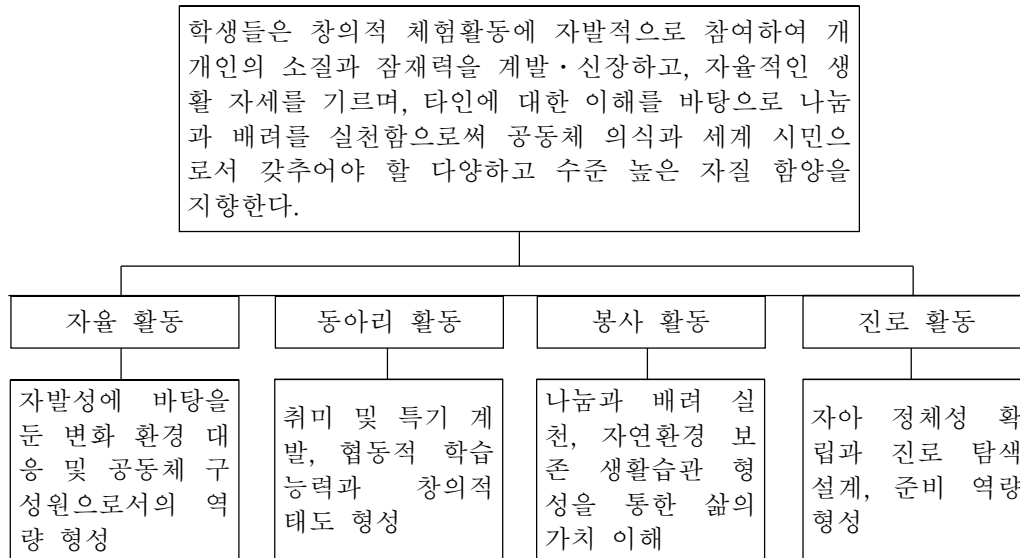 학생들은 창의적 체험활동에 자발적으로 참여하여 개
개인의 소질과 잠재력을 계발・신장하고, 자율적인 생
활 자세를 기르며, 타인에 대한 이해를 바탕으로 나눔
과 배려를 실천함으로써 공동체 의식과 세계 시민으
로서 갖추어야 할 다양하고 수준 높은 자질 함양을
지향한다.
자율 활동
동아리 활동
봉사 활동
진로 활동
자발성에 바탕을
둔 변화 환경 대
응 및 공동체 구
성원으로서의 역
량 형성
취미 및 특기 계
발, 협동적 학습
능력과 창의적
태도 형성
나눔과 배려 실
천, 자연환경 보
존 생활습관 형
성을 통한 삶의
가치 이해
자아 정체성 확
립과 진로 탐색
설계, 준비 역량
형성